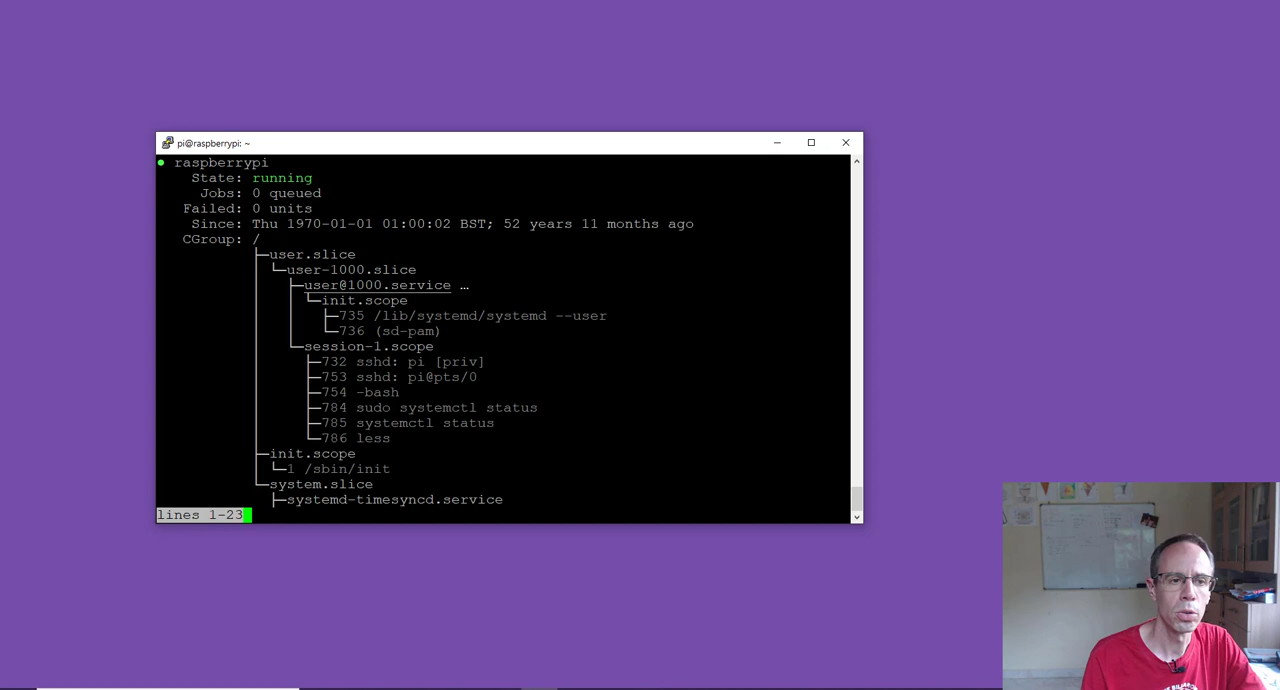 pi@raspberrypi: ~
● raspberrypi
State: running
Jobs: 0 queued
Failed: 0 units
Since: Thu 1970-01-01 01:00:02 BST; 52 years 11 months ago
CGroup: /
├─user.slice
│ └─user-1000.slice
│   ├─user@1000.service …
│   │ └─init.scope
│   │   ├─735 /lib/systemd/systemd --user
│   │   └─736 (sd-pam)
│   └─session-1.scope
│     ├─732 sshd: pi [priv]
│     ├─753 sshd: pi@pts/0
│     ├─754 -bash
│     ├─784 sudo systemctl status
│     ├─785 systemctl status
│     └─786 less
├─init.scope
│ └─1 /sbin/init
└─system.slice
  ├─systemd-timesyncd.service
lines 1-23